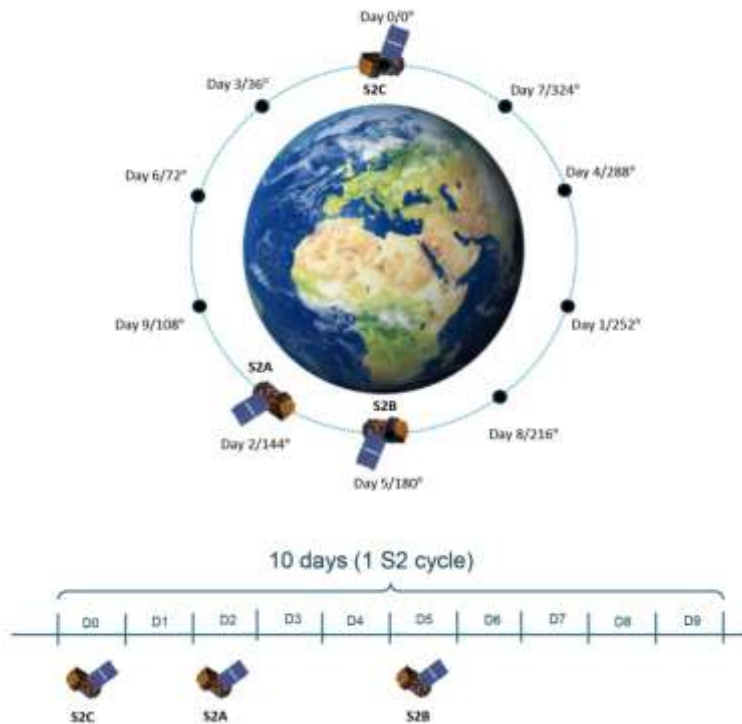 Day 0/0°
S2C
Day 3/36°
Day 7/324°
Day 6/72°
Day 4/288°
Day 9/108°
Day 1/252°
S2A
S2B
Day 2/144°
Day 8/216°
Day 5/180°
10 days (1 S2 cycle)
D0 D1 D2 D3 D4 D5 D6 D7 D8 D9
S2C S2A S2B